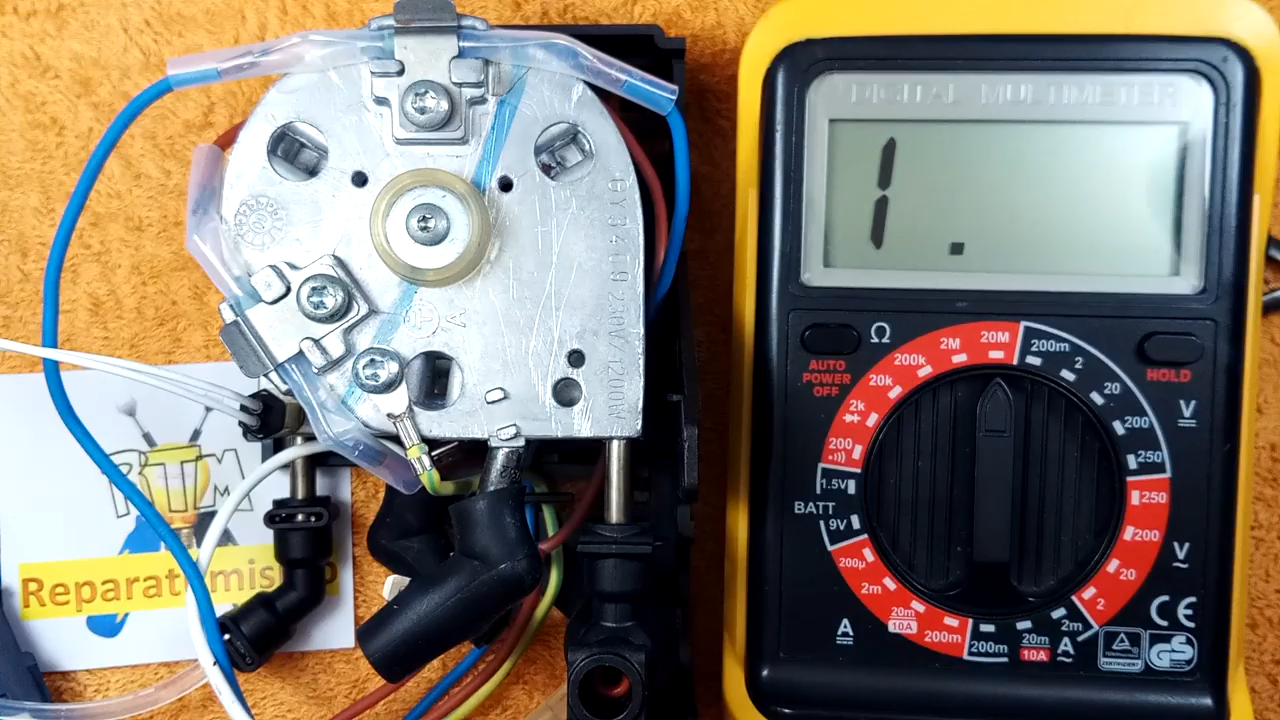 DIGITAL MULTIMETER
1.
GY3409 230V/1200W
A
RTM
Ω
AUTO
POWER
OFF
HOLD
20M
2M
200k
20k
2k
200
1.5V
BATT
9V
200µ
2m
20m
10A
200m
A
200m
2
20
200
250
V
250
200
20
2
V
2m
20m
10A
200m
A
CE
GS